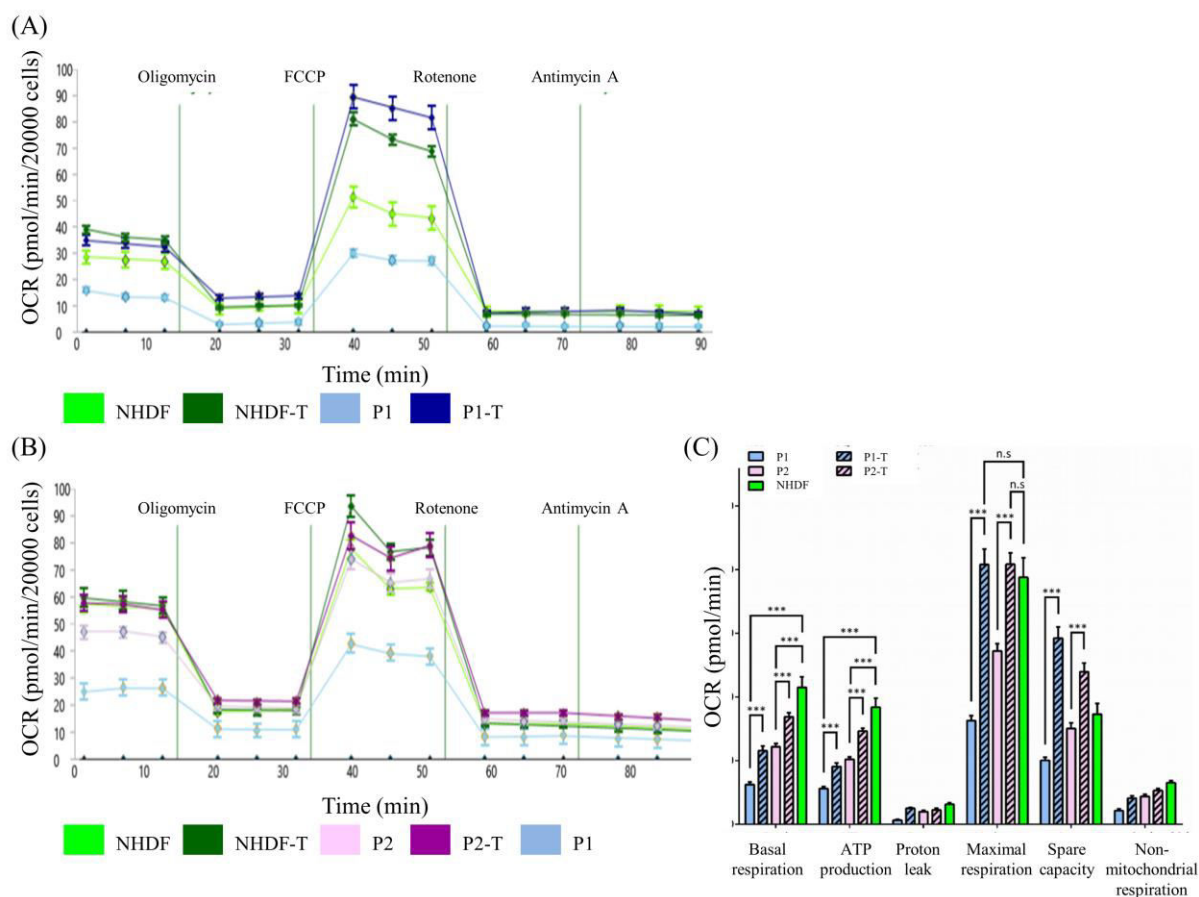 (A)
OCR (pmol/min/20000 cells)
100
90
80
70
60
50
40
30
20
10
0
Oligomycin FCCP Rotenone Antimycin A
0 10 20 30 40 50 60 70 80 90
Time (min)
NHDF NHDF-T P1 P1-T
(B)
OCR (pmol/min/20000 cells)
100
90
80
70
60
50
40
30
20
10
0
Oligomycin FCCP Rotenone Antimycin A
0 10 20 30 40 50 60 70 80
Time (min)
NHDF NHDF-T P2 P2-T P1
(C)
P1 P1-T
P2 P2-T
NHDF
n.s
n.s
*** *** *** *** *** *** *** *** *** *** *** ***
OCR (pmol/min)
Basal respiration
ATP production
Proton leak
Maximal respiration
Spare capacity
Non-mitochondrial respiration